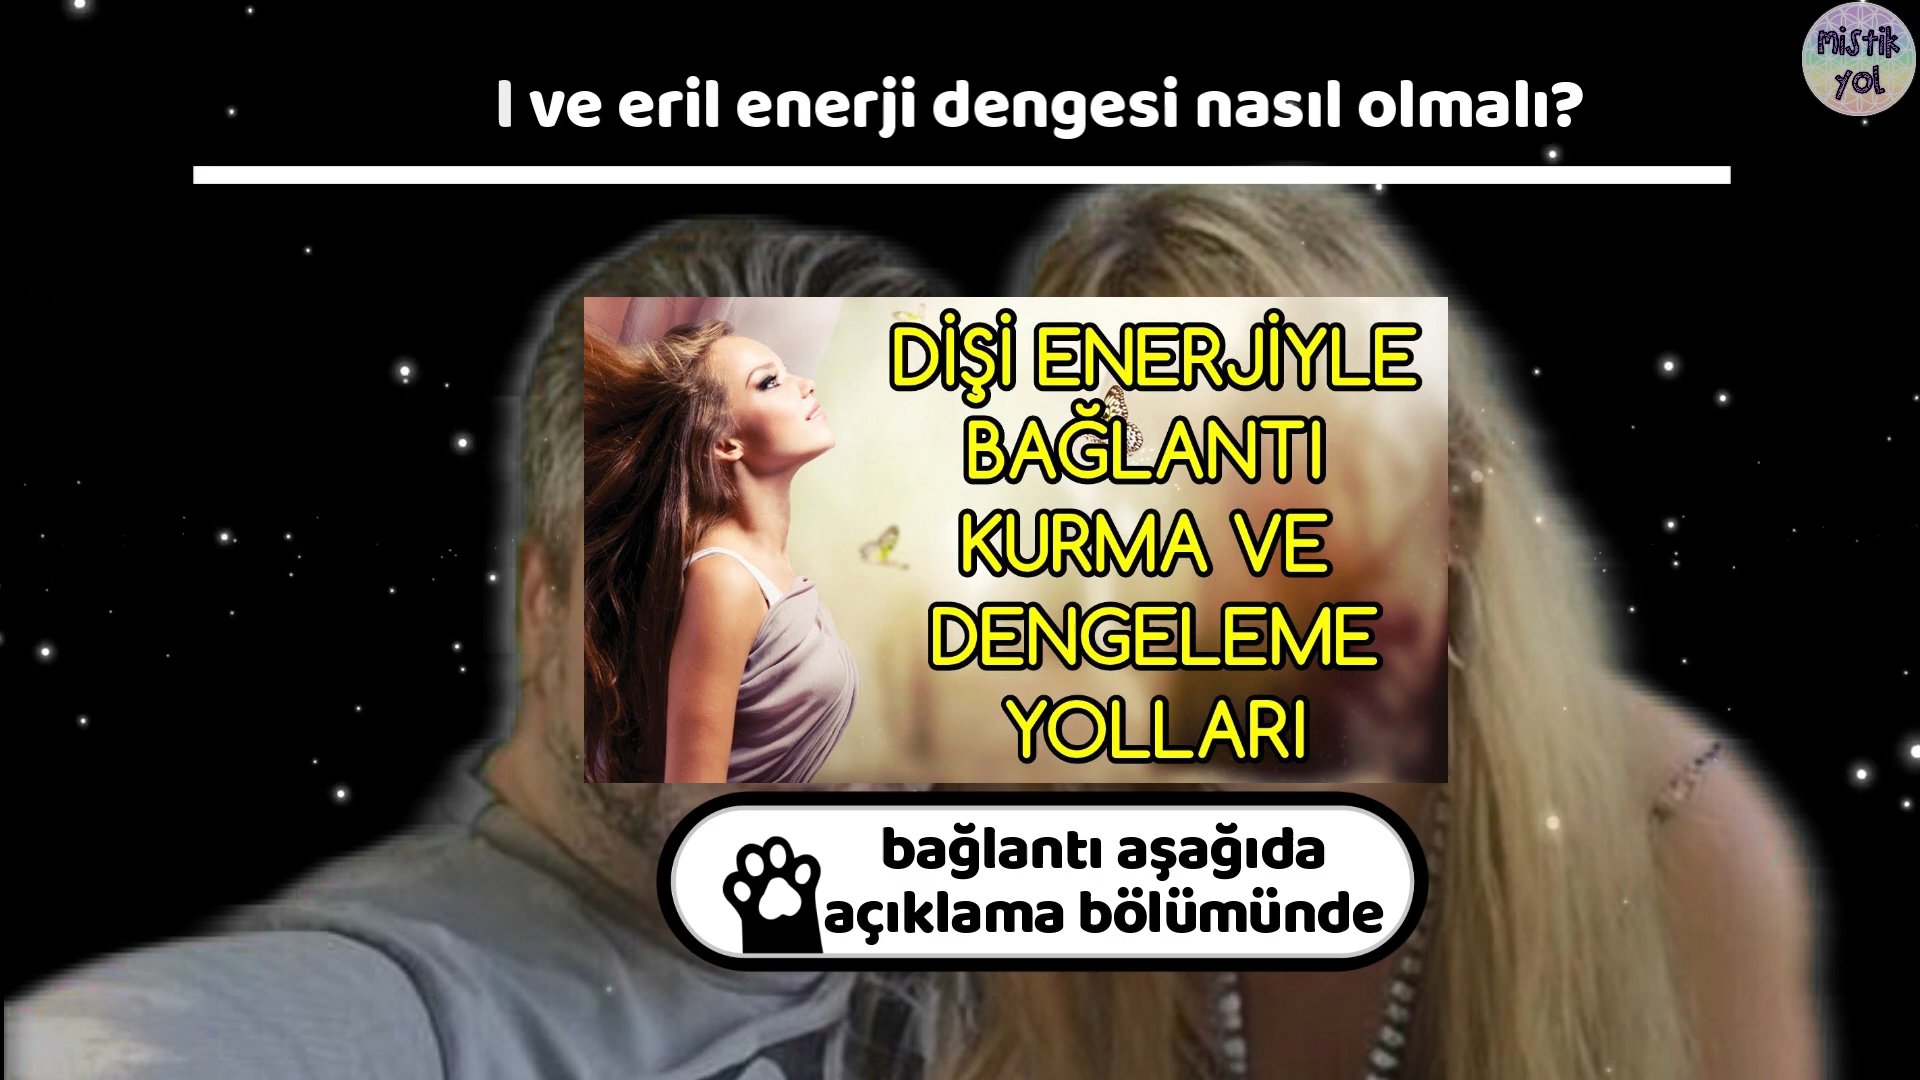 mistik
yol
l ve eril enerji dengesi nasıl olmalı?
DİŞİ ENERJİYLE
BAĞLANTI
KURMA VE
DENGELEME
YOLLARI
bağlantı aşağıda
açıklama bölümünde